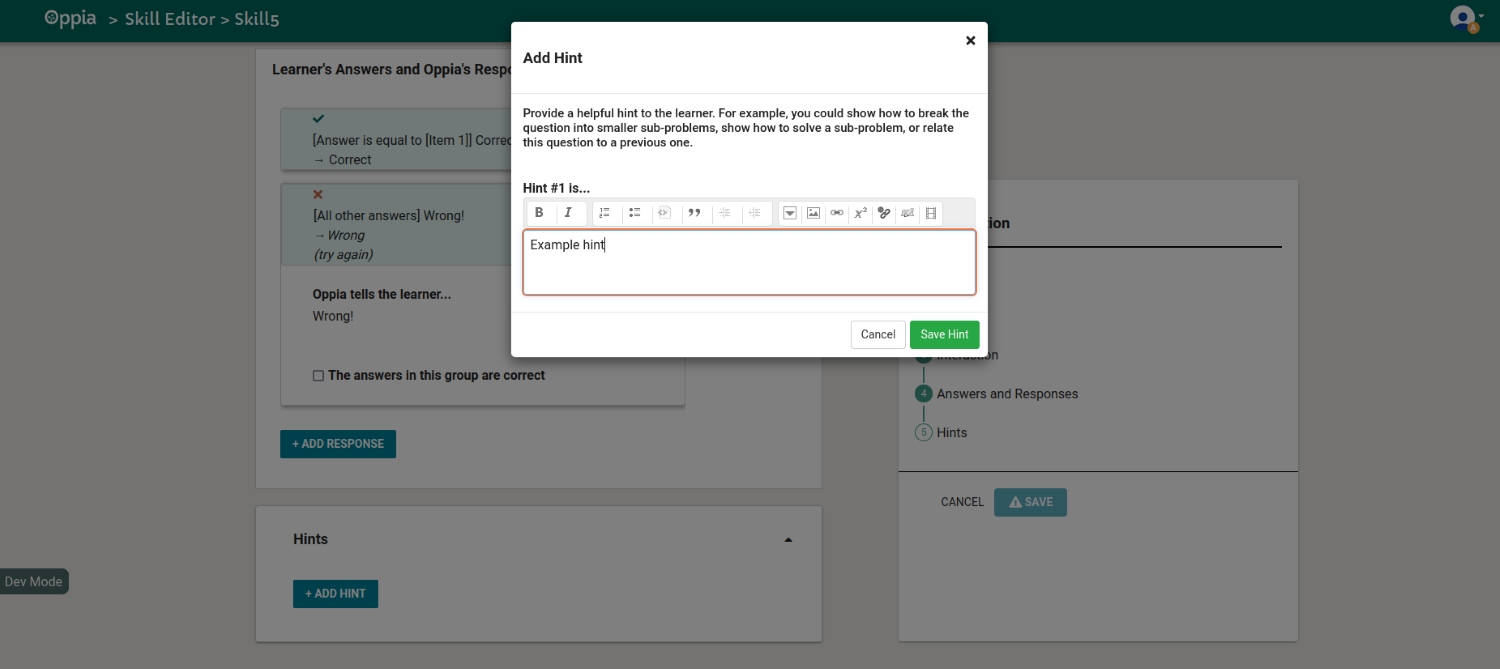 Oppia > Skill Editor > Skill5
A
Learner's Answers and Oppia's Respo
[Answer is equal to [Item 1]] Correc
→ Correct
[All other answers] Wrong!
→ Wrong
(try again)
Oppia tells the learner...
Wrong!
The answers in this group are correct
+ ADD RESPONSE
Hints
+ ADD HINT
Dev Mode
Add Hint
Provide a helpful hint to the learner. For example, you could show how to break the
question into smaller sub-problems, show how to solve a sub-problem, or relate
this question to a previous one.
Hint #1 is...
B I x²
Example hint
Cancel Save Hint
tion
Interaction
4 Answers and Responses
5 Hints
CANCEL SAVE